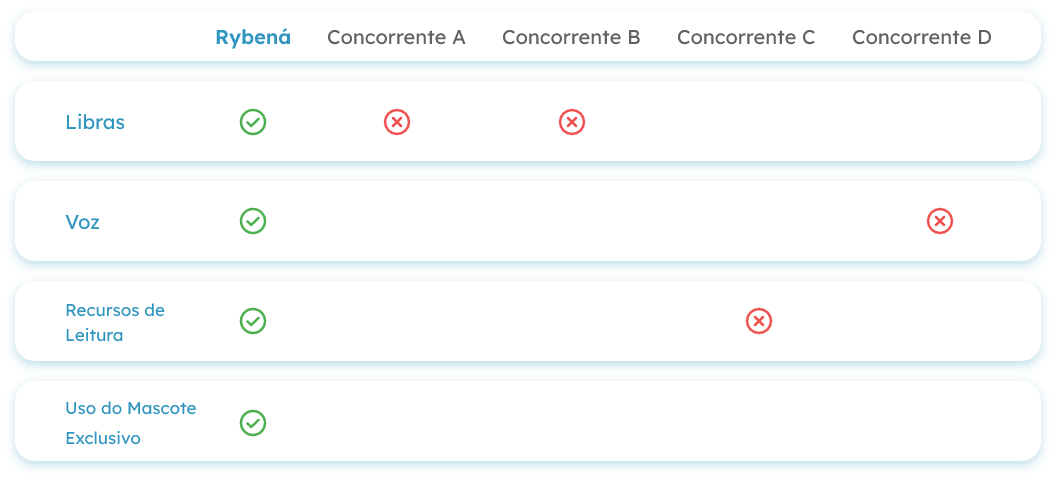 Rybená Concorrente A Concorrente B Concorrente C Concorrente D
Libras
Voz
Recursos de
Leitura
Uso do Mascote
Exclusivo